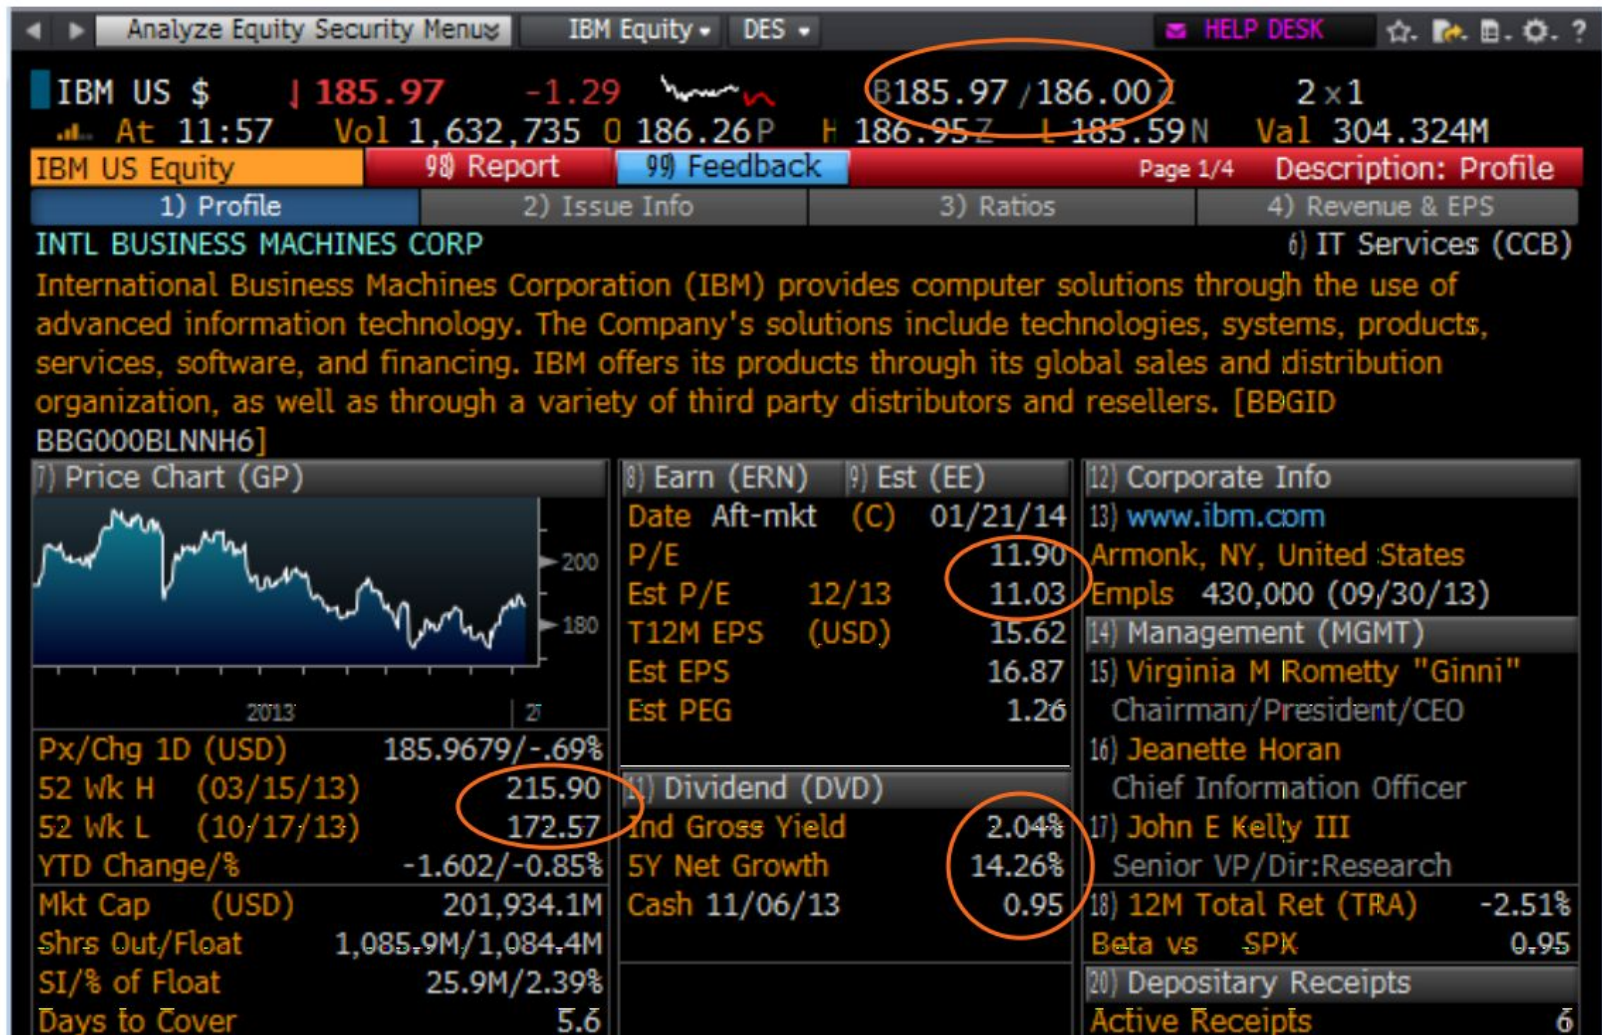 Analyze Equity Security Menus IBM Equity DES HELP DESK ?
IBM US $ 185.97 -1.29 B185.97/186.00Z 2x1
At 11:57 Vol 1,632,735 O 186.26P H 186.95Z L 185.59N Val 304.324M
IBM US Equity 98) Report 99) Feedback Page 1/4 Description: Profile
1) Profile 2) Issue Info 3) Ratios 4) Revenue & EPS
INTL BUSINESS MACHINES CORP 6) IT Services (CCB)
International Business Machines Corporation (IBM) provides computer solutions through the use of
advanced information technology. The Company's solutions include technologies, systems, products,
services, software, and financing. IBM offers its products through its global sales and distribution
organization, as well as through a variety of third party distributors and resellers. [BBGID
BBG000BLNNH6]
7) Price Chart (GP)
200
180
2013
Px/Chg 1D (USD) 185.9679/-.69%
52 Wk H (03/15/13) 215.90
52 Wk L (10/17/13) 172.57
YTD Change/% -1.602/-0.85%
Mkt Cap (USD) 201,934.1M
Shrs Out/Float 1,085.9M/1,084.4M
SI/% of Float 25.9M/2.39%
Days to Cover 5.6
8) Earn (ERN) 9) Est (EE)
Date Aft-mkt (C) 01/21/14
P/E 11.90
Est P/E 12/13 11.03
T12M EPS (USD) 15.62
Est EPS 16.87
Est PEG 1.26
11) Dividend (DVD)
Ind Gross Yield 2.04%
5Y Net Growth 14.26%
Cash 11/06/13 0.95
12) Corporate Info
13) www.ibm.com
Armonk, NY, United States
Empls 430,000 (09/30/13)
14) Management (MGMT)
15) Virginia M Rometty "Ginni"
Chairman/President/CEO
16) Jeanette Horan
Chief Information Officer
17) John E Kelly III
Senior VP/Dir:Research
18) 12M Total Ret (TRA) -2.51%
Beta vs SPX 0.95
20) Depositary Receipts
Active Receipts 6